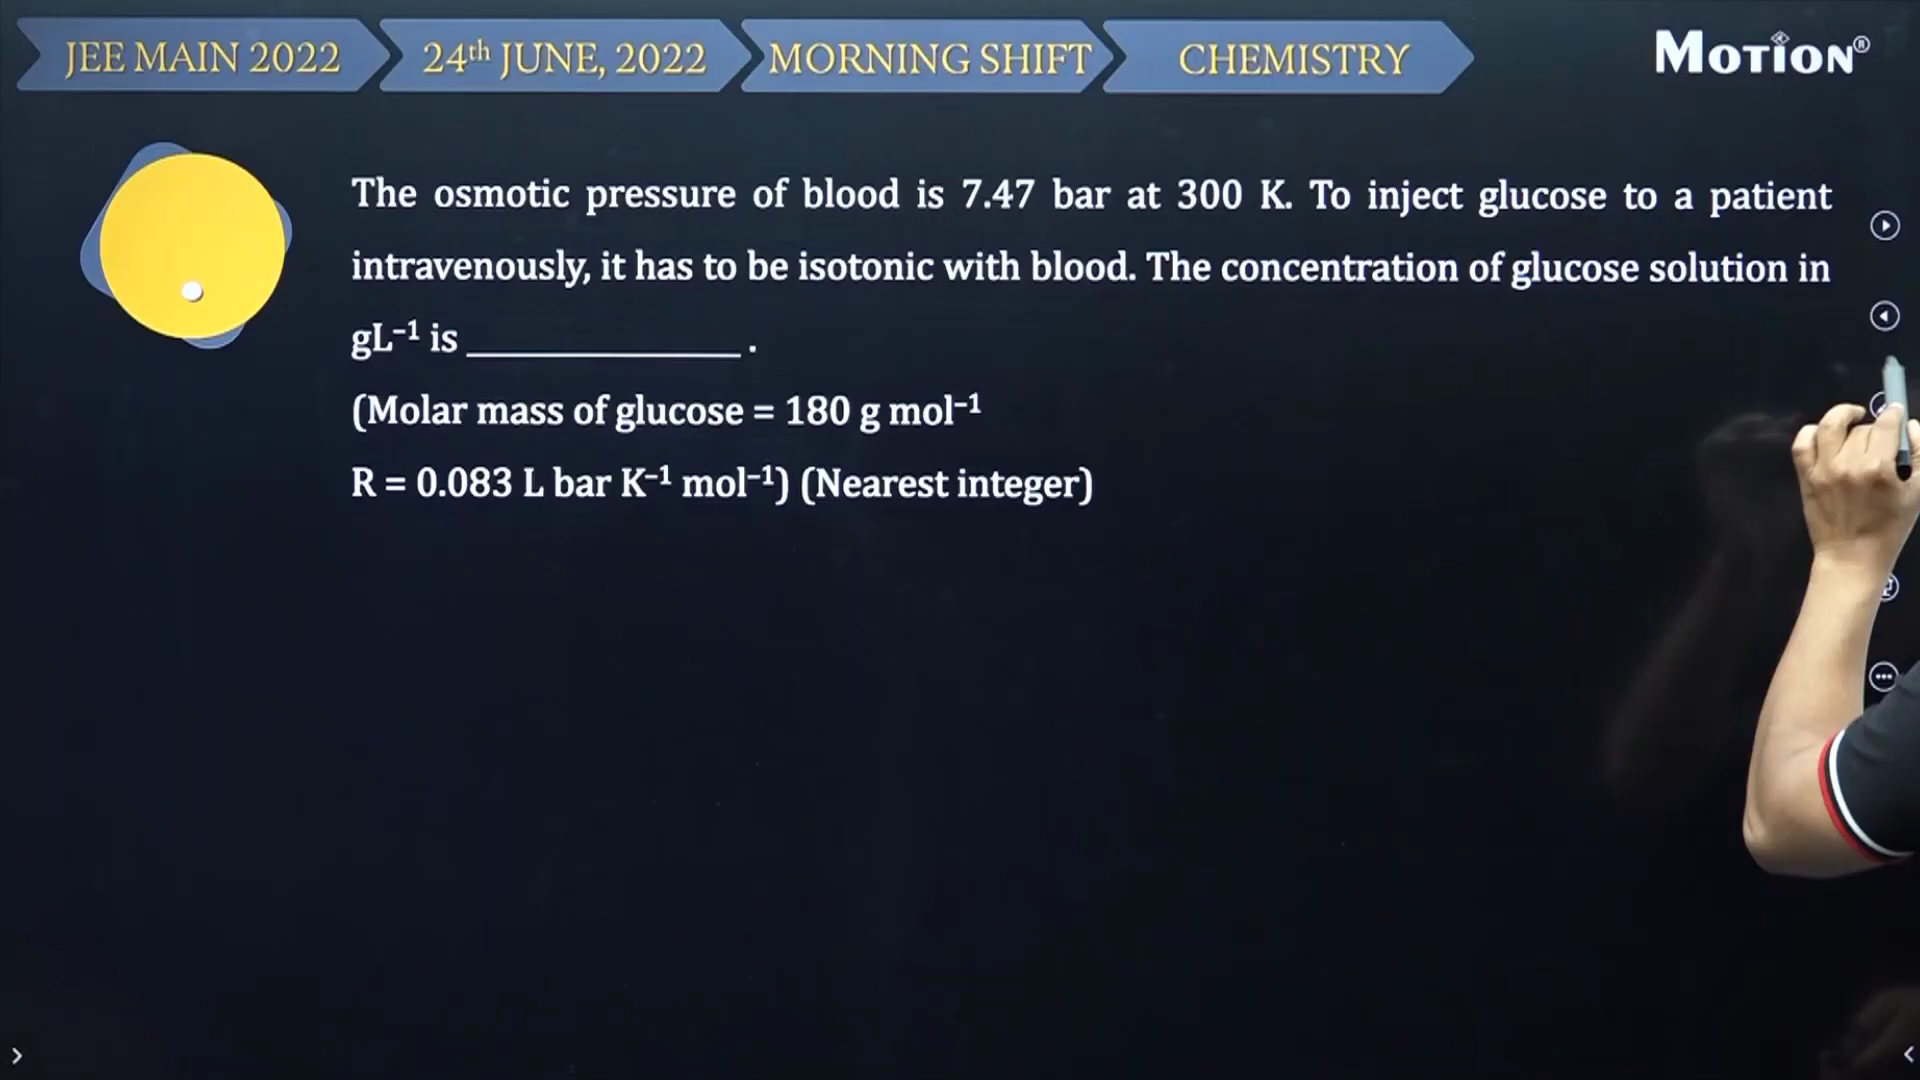 JEE MAIN 2022 24th JUNE, 2022 MORNING SHIFT CHEMISTRY MOTION®
The osmotic pressure of blood is 7.47 bar at 300 K. To inject glucose to a patient
intravenously, it has to be isotonic with blood. The concentration of glucose solution in
gL⁻¹ is ____________ .
(Molar mass of glucose = 180 g mol⁻¹
R = 0.083 L bar K⁻¹ mol⁻¹) (Nearest integer)